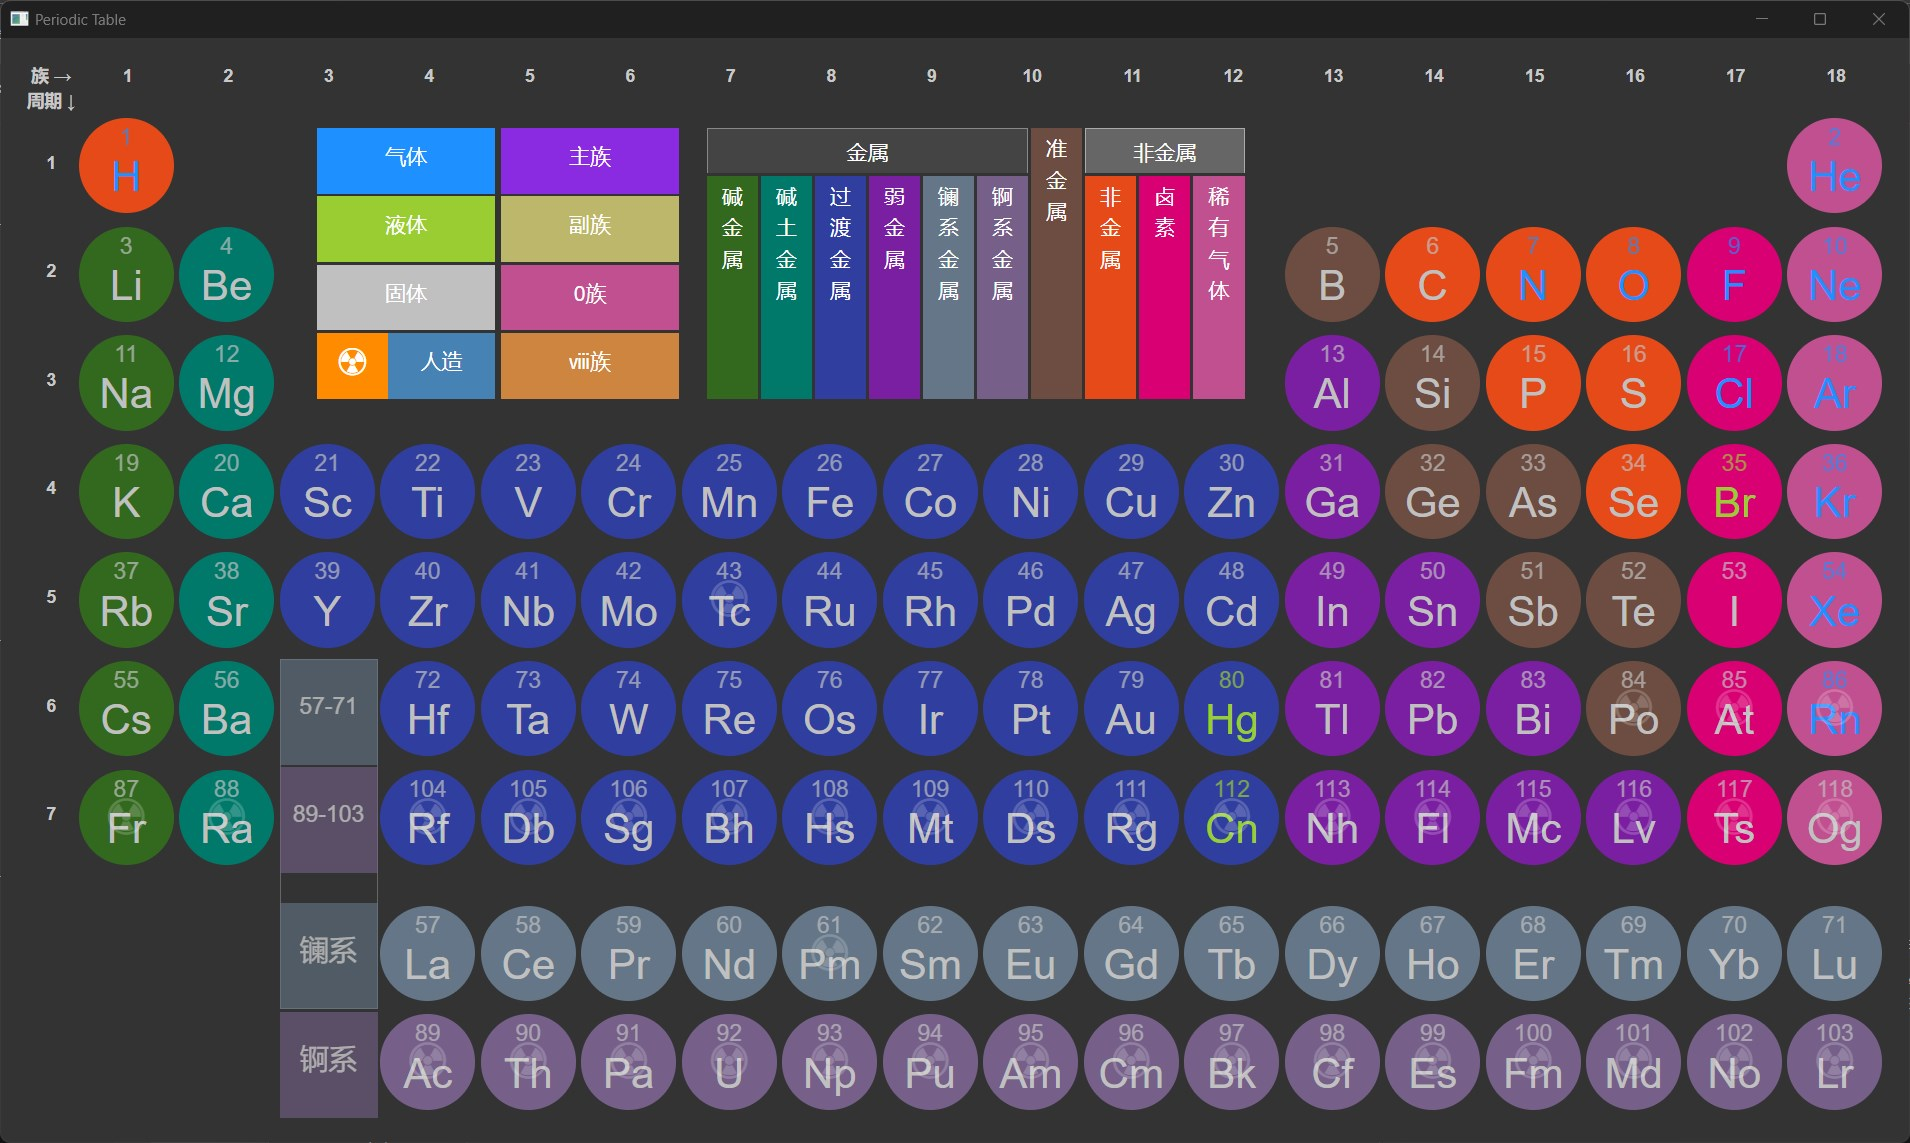 Periodic Table
族→ 1 2 3 4 5 6 7 8 9 10 11 12 13 14 15 16 17 18
周期↓
气体 主族
液体 副族
固体 0族
人造 ⅷ族
金属 准金属 非金属
碱金属 碱土金属 过渡金属 弱金属 镧系金属 锕系金属 非金属 卤素 稀有气体
1 2
1 H He
3 4 5 6 7 8 9 10
2 Li Be B C N O F Ne
11 12 13 14 15 16 17 18
3 Na Mg Al Si P S Cl Ar
19 20 21 22 23 24 25 26 27 28 29 30 31 32 33 34 35 36
4 K Ca Sc Ti V Cr Mn Fe Co Ni Cu Zn Ga Ge As Se Br Kr
37 38 39 40 41 42 43 44 45 46 47 48 49 50 51 52 53 54
5 Rb Sr Y Zr Nb Mo Tc Ru Rh Pd Ag Cd In Sn Sb Te I Xe
55 56 72 73 74 75 76 77 78 79 80 81 82 83 84 85 86
6 Cs Ba 57-71 Hf Ta W Re Os Ir Pt Au Hg Tl Pb Bi Po At Rn
87 88 104 105 106 107 108 109 110 111 112 113 114 115 116 117 118
7 Fr Ra 89-103 Rf Db Sg Bh Hs Mt Ds Rg Cn Nh Fl Mc Lv Ts Og
57 58 59 60 61 62 63 64 65 66 67 68 69 70 71
镧系 La Ce Pr Nd Pm Sm Eu Gd Tb Dy Ho Er Tm Yb Lu
89 90 91 92 93 94 95 96 97 98 99 100 101 102 103
锕系 Ac Th Pa U Np Pu Am Cm Bk Cf Es Fm Md No Lr